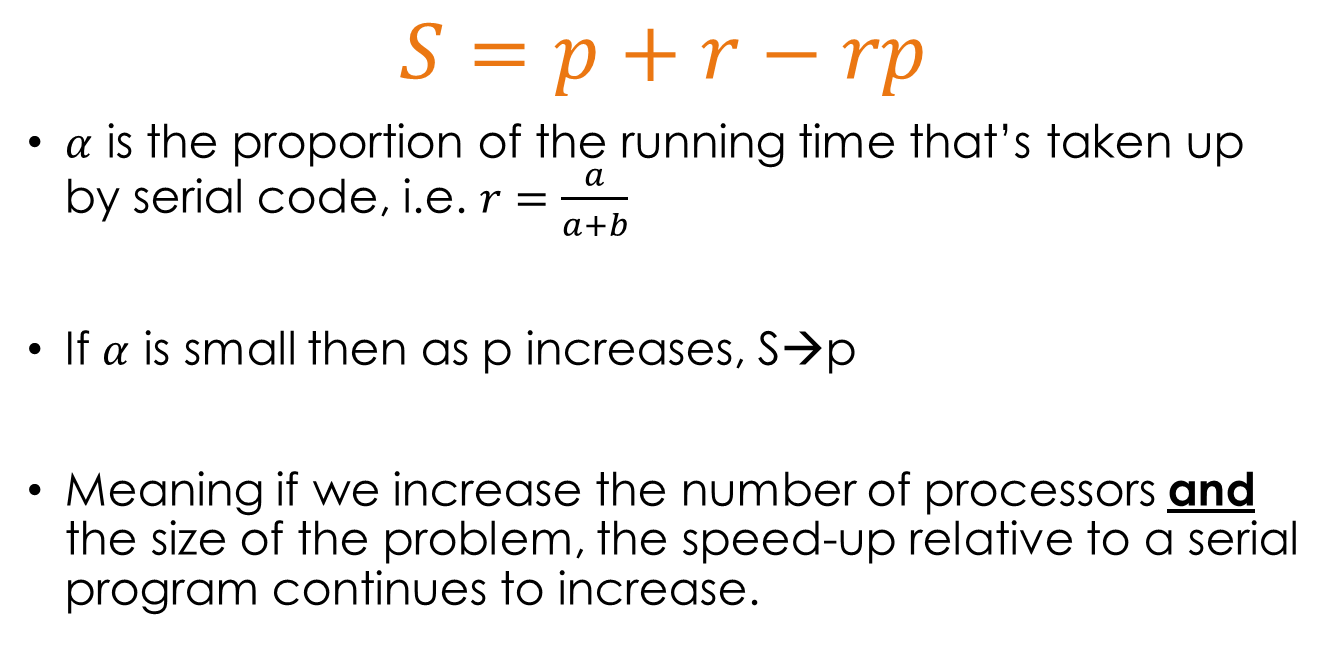 S = p + r − rp
• α is the proportion of the running time that's taken up
by serial code, i.e. r = a/(a+b)
• If α is small then as p increases, S→p
• Meaning if we increase the number of processors and
the size of the problem, the speed-up relative to a serial
program continues to increase.